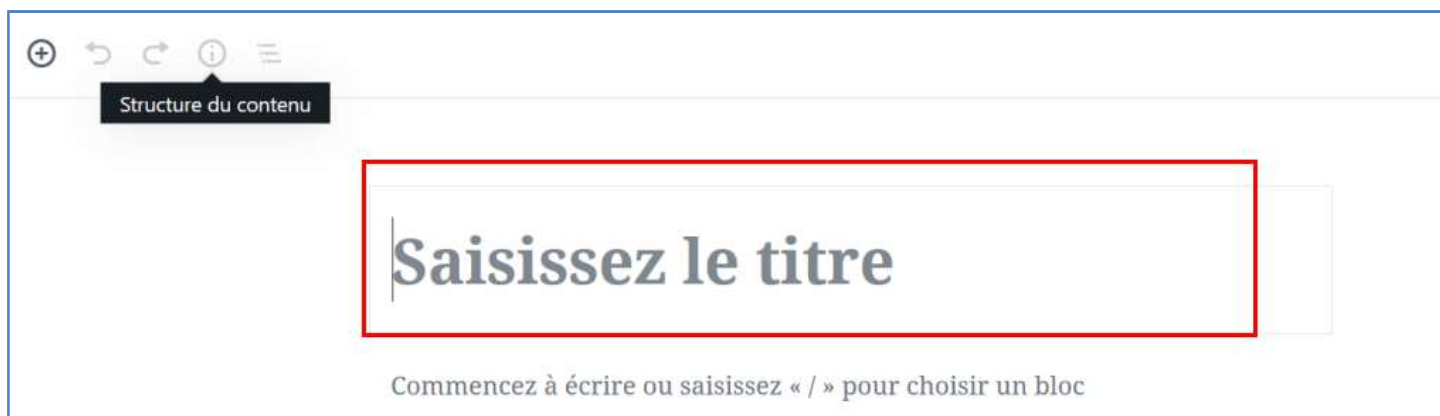 Structure du contenu
Saisissez le titre
Commencez à écrire ou saisissez « / » pour choisir un bloc